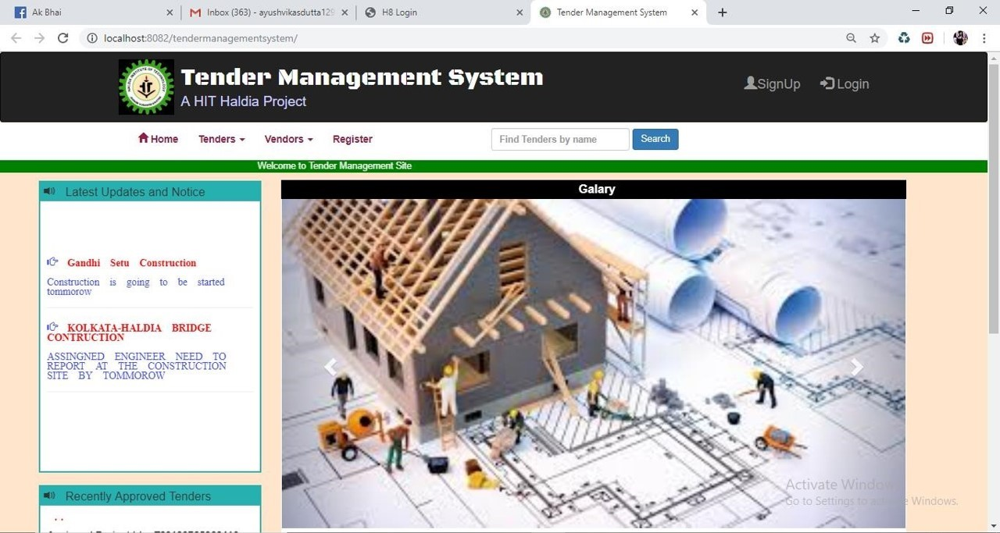 Ak Bhai
Inbox (363) - ayushvikasdutta129
H8 Login
Tender Management System
localhost:8082/tendermanagementsystem/
Tender Management System
A HIT Haldia Project
SignUp
Login
Home
Tenders
Vendors
Register
Find Tenders by name
Search
Welcome to Tender Management Site
Latest Updates and Notice
Gandhi Setu Construction
Construction is going to be started
tommorow
KOLKATA-HALDIA BRIDGE
CONTRUCTION
ASSINGNED ENGINEER NEED TO
REPORT AT THE CONSTRUCTION
SITE BY TOMMOROW
Galary
Activate Window
Go to Settings to Windows.
Recently Approved Tenders